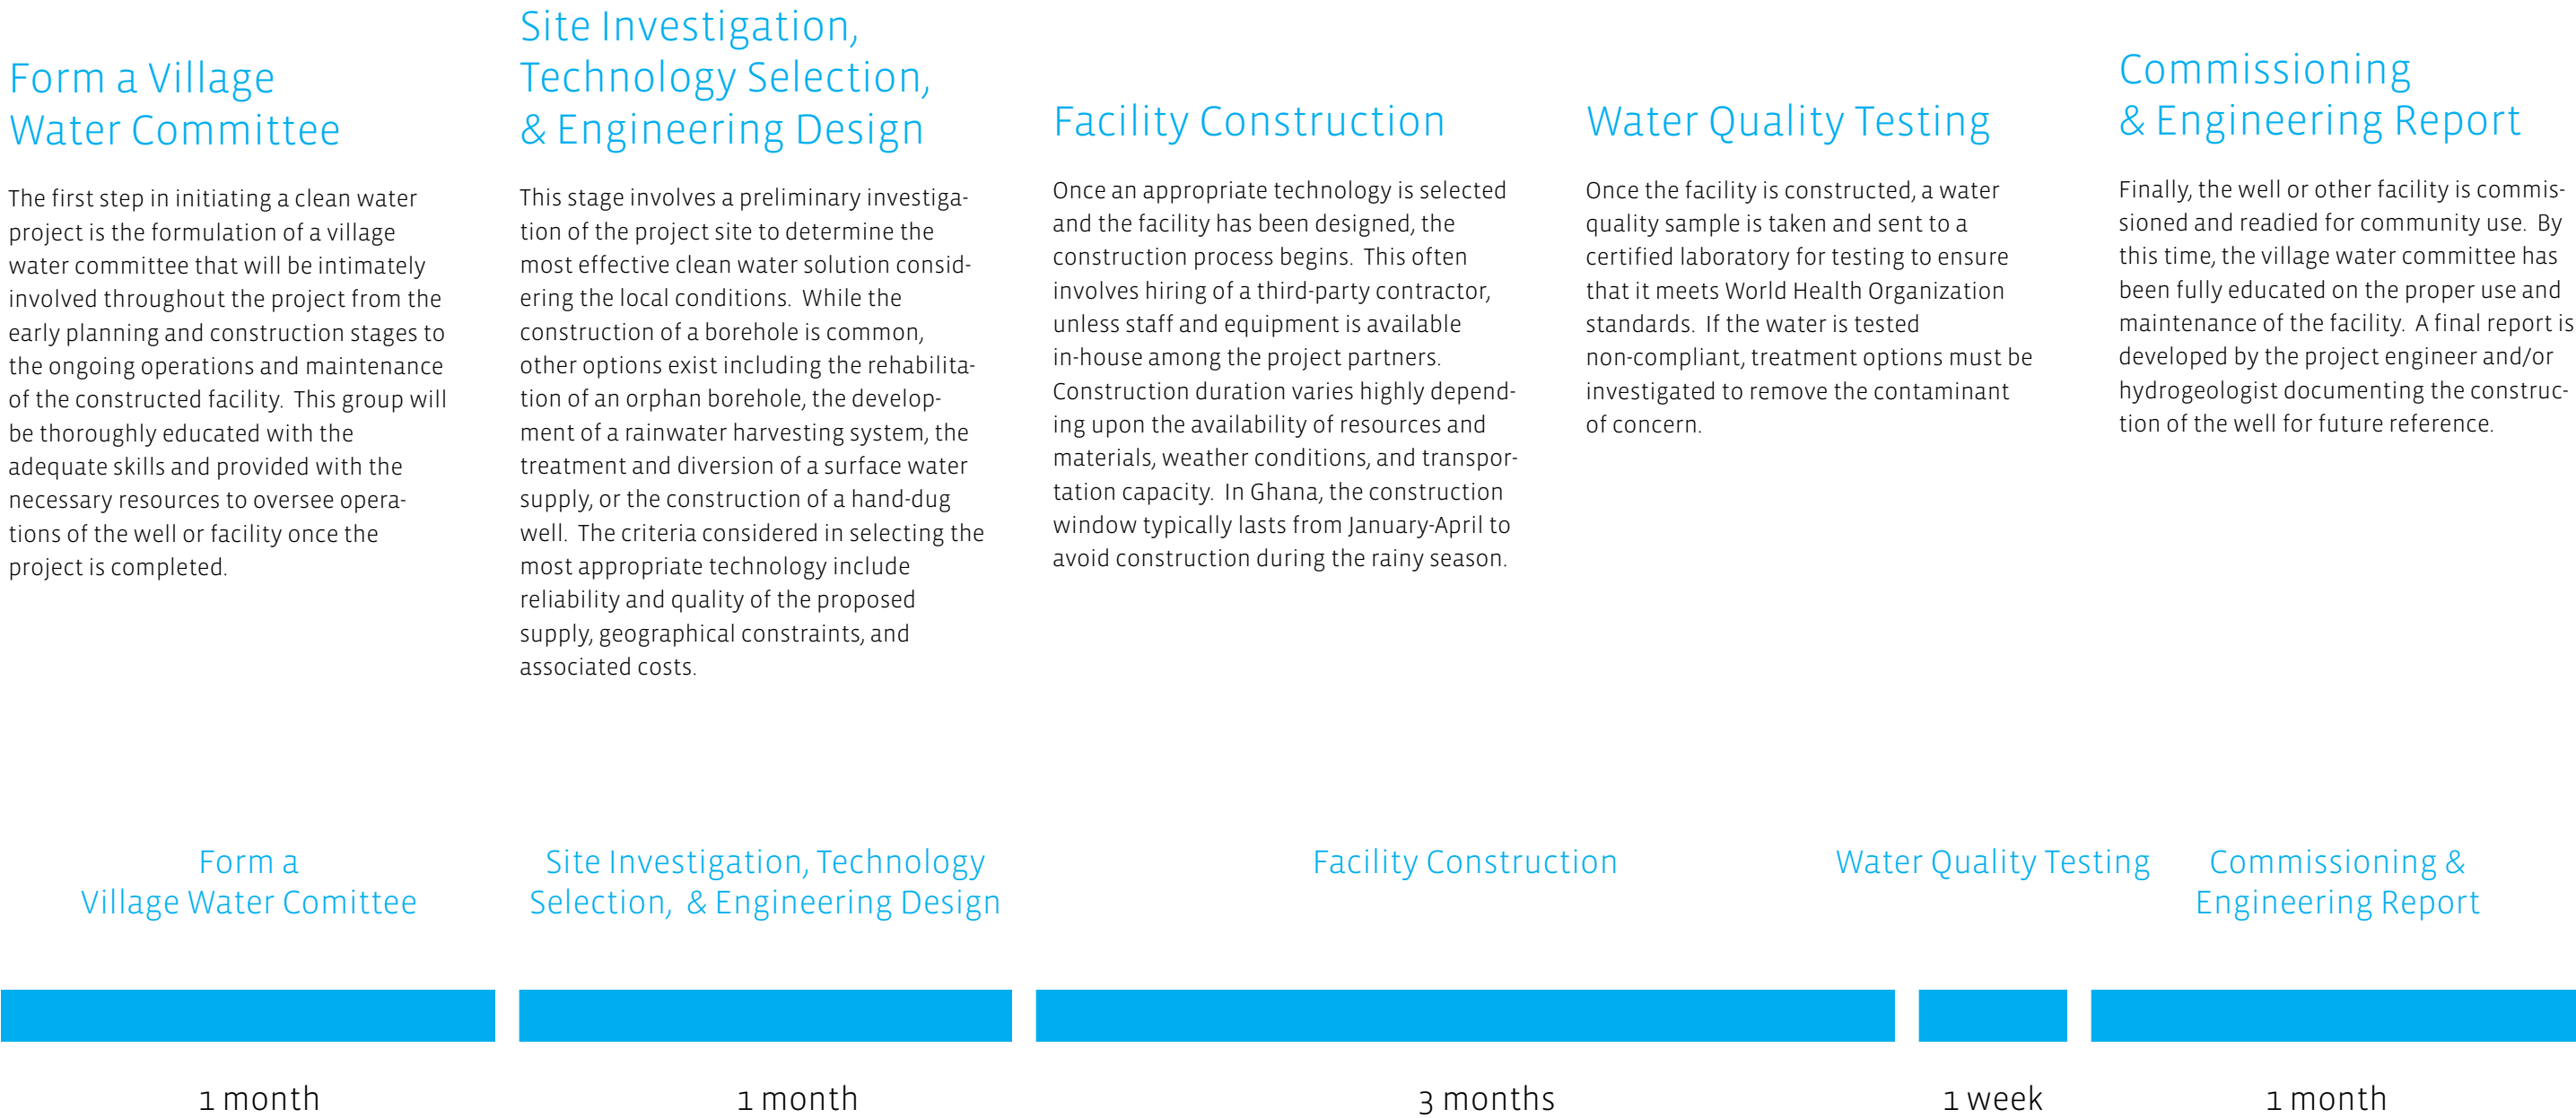 Form a Village
Water Committee
The first step in initiating a clean water
project is the formulation of a village
water committee that will be intimately
involved throughout the project from the
early planning and construction stages to
the ongoing operations and maintenance
of the constructed facility.  This group will
be thoroughly educated with the
adequate skills and provided with the
necessary resources to oversee opera-
tions of the well or facility once the
project is completed.
Site Investigation,
Technology Selection,
& Engineering Design
This stage involves a preliminary investiga-
tion of the project site to determine the
most effective clean water solution consid-
ering the local conditions.  While the
construction of a borehole is common,
other options exist including the rehabilita-
tion of an orphan borehole, the develop-
ment of a rainwater harvesting system, the
treatment and diversion of a surface water
supply, or the construction of a hand-dug
well.  The criteria considered in selecting the
most appropriate technology include
reliability and quality of the proposed
supply, geographical constraints, and
associated costs.
Facility Construction
Once an appropriate technology is selected
and the facility has been designed, the
construction process begins.  This often
involves hiring of a third-party contractor,
unless staff and equipment is available
in-house among the project partners.
Construction duration varies highly depend-
ing upon the availability of resources and
materials, weather conditions, and transpor-
tation capacity.  In Ghana, the construction
window typically lasts from January-April to
avoid construction during the rainy season.
Water Quality Testing
Once the facility is constructed, a water
quality sample is taken and sent to a
certified laboratory for testing to ensure
that it meets World Health Organization
standards.  If the water is tested
non-compliant, treatment options must be
investigated to remove the contaminant
of concern.
Commissioning
& Engineering Report
Finally, the well or other facility is commis-
sioned and readied for community use.  By
this time, the village water committee has
been fully educated on the proper use and
maintenance of the facility.  A final report is
developed by the project engineer and/or
hydrogeologist documenting the construc-
tion of the well for future reference.
Form a
Village Water Comittee
Site Investigation, Technology
Selection,  & Engineering Design
Facility Construction
Water Quality Testing
Commissioning &
Engineering Report
1 month
1 month
3 months
1 week
1 month